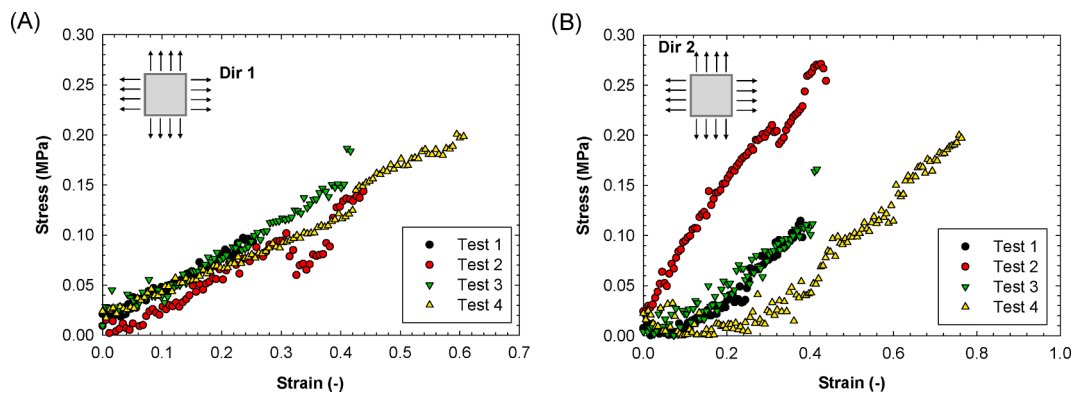 (A)
Dir 1
Stress (MPa)
0.30
0.25
0.20
0.15
0.10
0.05
0.00
0.0 0.1 0.2 0.3 0.4 0.5 0.6 0.7
Strain (-)
Test 1
Test 2
Test 3
Test 4
(B)
Dir 2
Stress (MPa)
0.30
0.25
0.20
0.15
0.10
0.05
0.00
0.0 0.2 0.4 0.6 0.8 1.0
Strain (-)
Test 1
Test 2
Test 3
Test 4